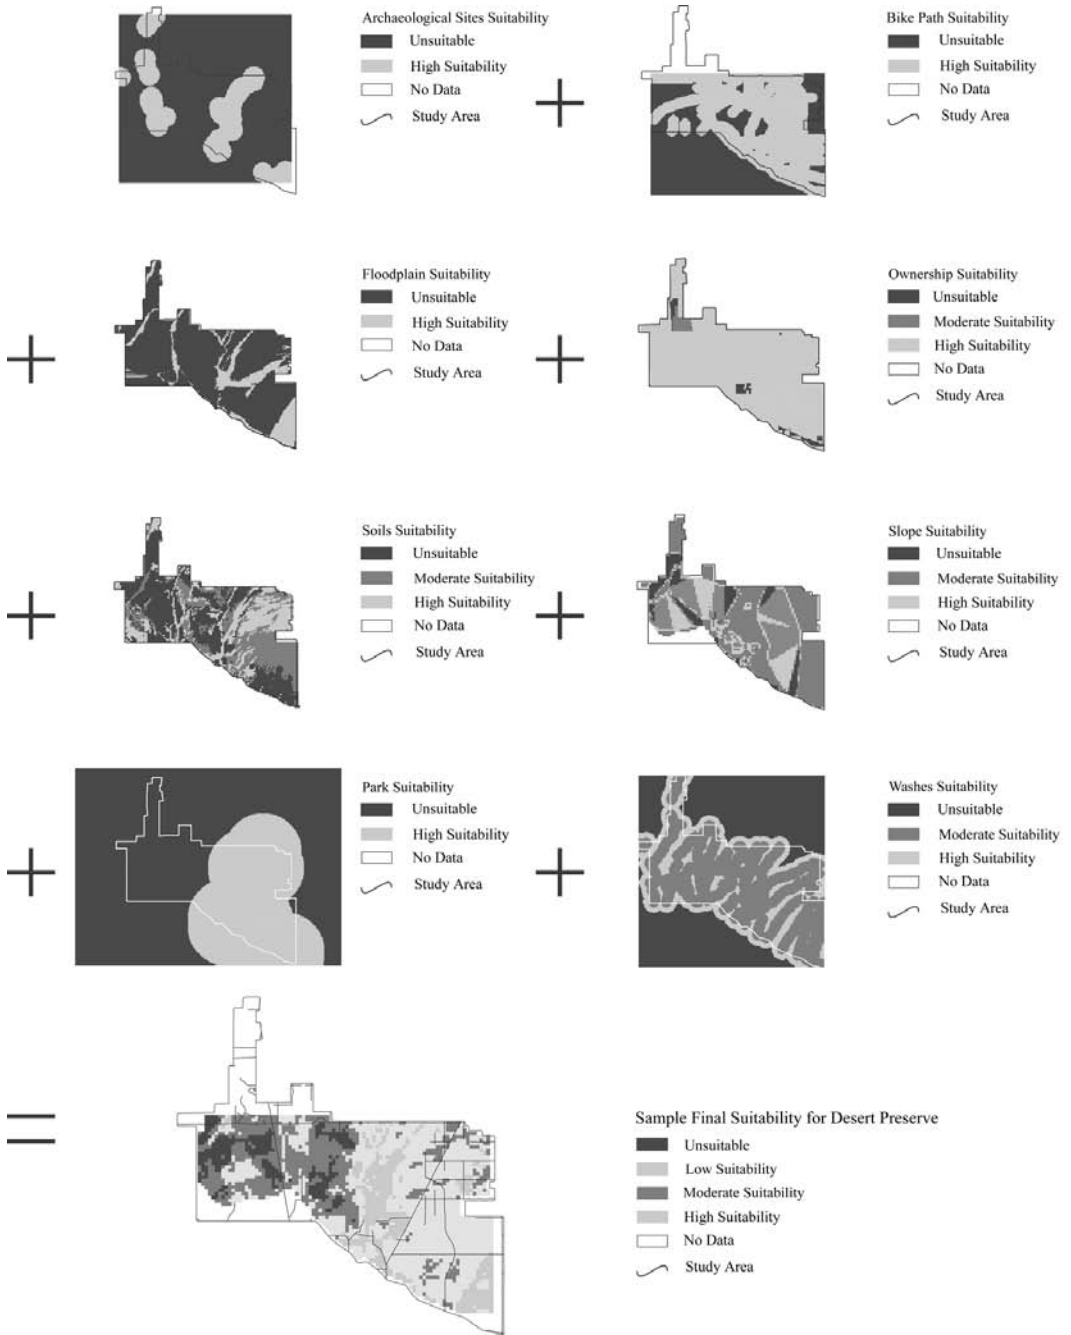 Archaeological Sites Suitability
Unsuitable
High Suitability
No Data
Study Area
+
Bike Path Suitability
Unsuitable
High Suitability
No Data
Study Area
+
Floodplain Suitability
Unsuitable
High Suitability
No Data
Study Area
+
Ownership Suitability
Unsuitable
Moderate Suitability
High Suitability
No Data
Study Area
+
Soils Suitability
Unsuitable
Moderate Suitability
High Suitability
No Data
Study Area
+
Slope Suitability
Unsuitable
Moderate Suitability
High Suitability
No Data
Study Area
+
Park Suitability
Unsuitable
High Suitability
No Data
Study Area
+
Washes Suitability
Unsuitable
Moderate Suitability
High Suitability
No Data
Study Area
=
Sample Final Suitability for Desert Preserve
Unsuitable
Low Suitability
Moderate Suitability
High Suitability
No Data
Study Area